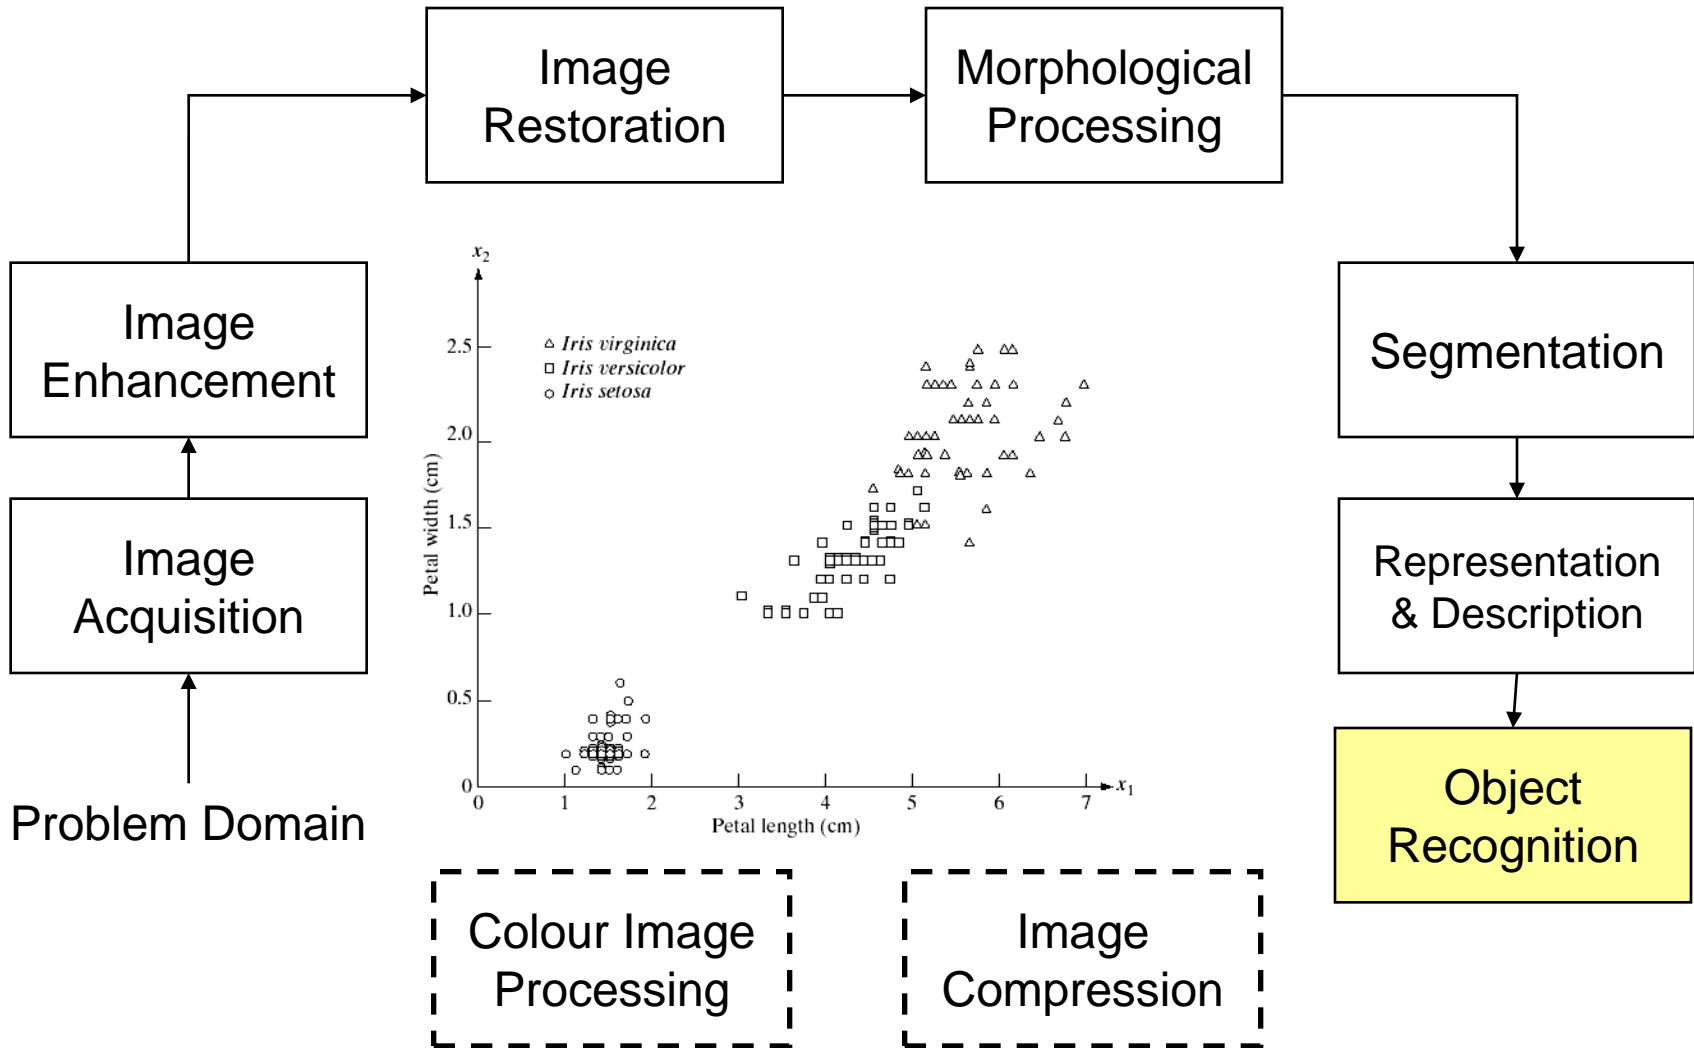 Image
Restoration
Morphological
Processing
Image
Enhancement
Image
Acquisition
Problem Domain
x2
2.5
2.0
1.5
1.0
0.5
0
Petal width (cm)
Iris virginica
Iris versicolor
Iris setosa
0 1 2 3 4 5 6 7 x1
Petal length (cm)
Segmentation
Representation
& Description
Object
Recognition
Colour Image
Processing
Image
Compression